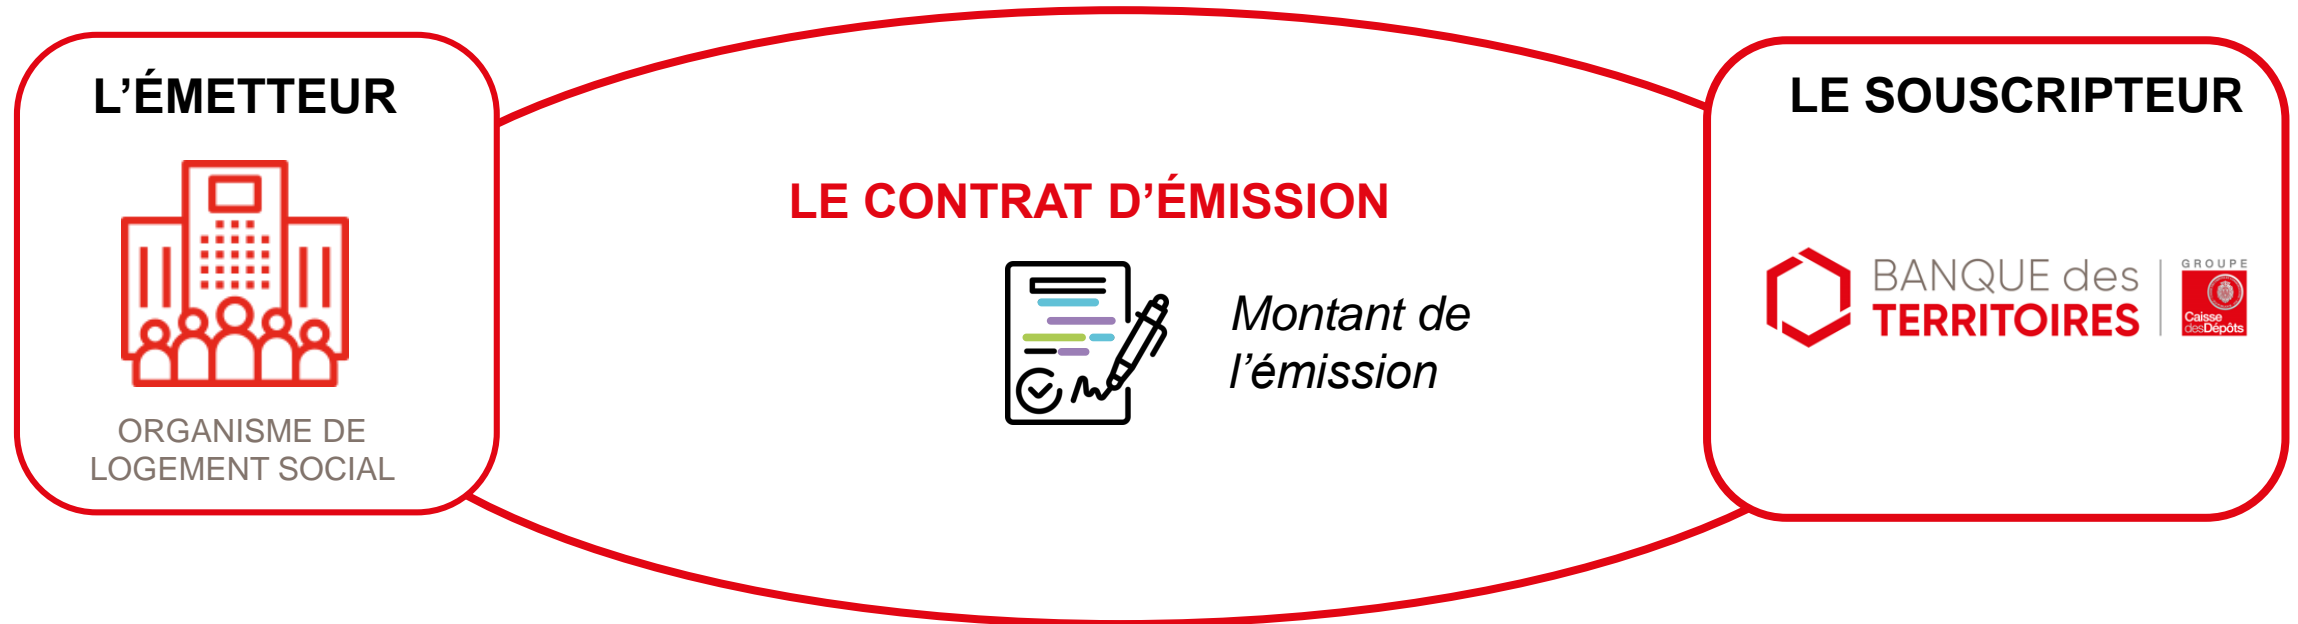 L’ÉMETTEUR
ORGANISME DE
LOGEMENT SOCIAL
LE CONTRAT D’ÉMISSION
Montant de
l’émission
LE SOUSCRIPTEUR
BANQUE des
TERRITOIRES
GROUPE
Caisse
desDépôts